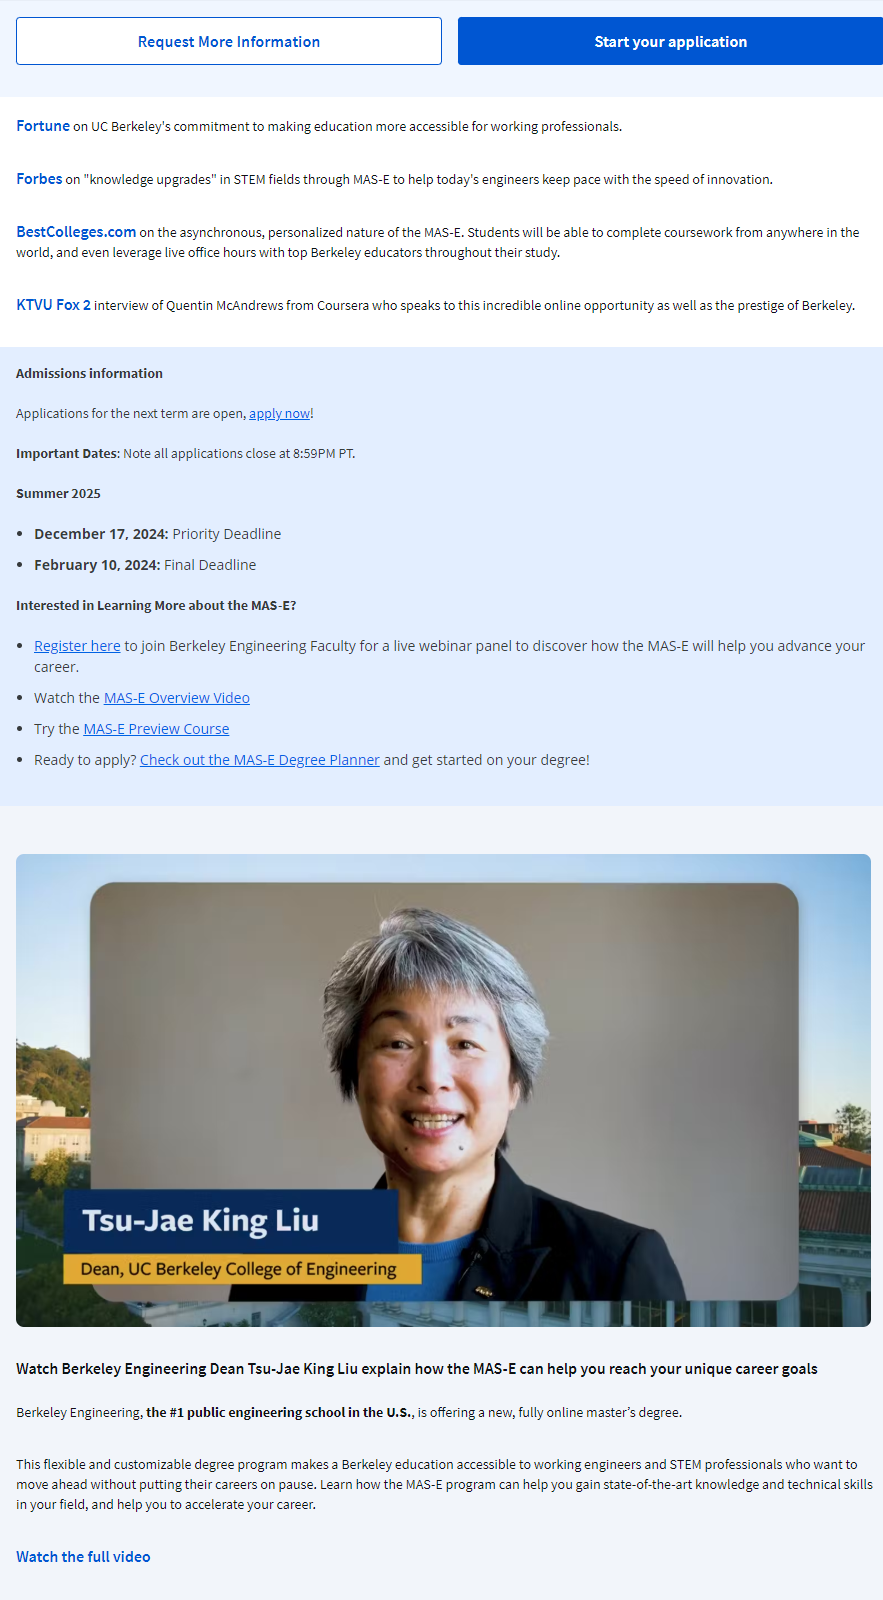 Request More Information
Start your application
Fortune on UC Berkeley's commitment to making education more accessible for working professionals.
Forbes on "knowledge upgrades" in STEM fields through MAS-E to help today's engineers keep pace with the speed of innovation.
BestColleges.com on the asynchronous, personalized nature of the MAS-E. Students will be able to complete coursework from anywhere in the
world, and even leverage live office hours with top Berkeley educators throughout their study.
KTVU Fox 2 interview of Quentin McAndrews from Coursera who speaks to this incredible online opportunity as well as the prestige of Berkeley.
Admissions information
Applications for the next term are open, apply now!
Important Dates: Note all applications close at 8:59PM PT.
Summer 2025
• December 17, 2024: Priority Deadline
• February 10, 2024: Final Deadline
Interested in Learning More about the MAS-E?
• Register here to join Berkeley Engineering Faculty for a live webinar panel to discover how the MAS-E will help you advance your
career.
• Watch the MAS-E Overview Video
• Try the MAS-E Preview Course
• Ready to apply? Check out the MAS-E Degree Planner and get started on your degree!
Tsu-Jae King Liu
Dean, UC Berkeley College of Engineering
Watch Berkeley Engineering Dean Tsu-Jae King Liu explain how the MAS-E can help you reach your unique career goals
Berkeley Engineering, the #1 public engineering school in the U.S., is offering a new, fully online master’s degree.
This flexible and customizable degree program makes a Berkeley education accessible to working engineers and STEM professionals who want to
move ahead without putting their careers on pause. Learn how the MAS-E program can help you gain state-of-the-art knowledge and technical skills
in your field, and help you to accelerate your career.
Watch the full video